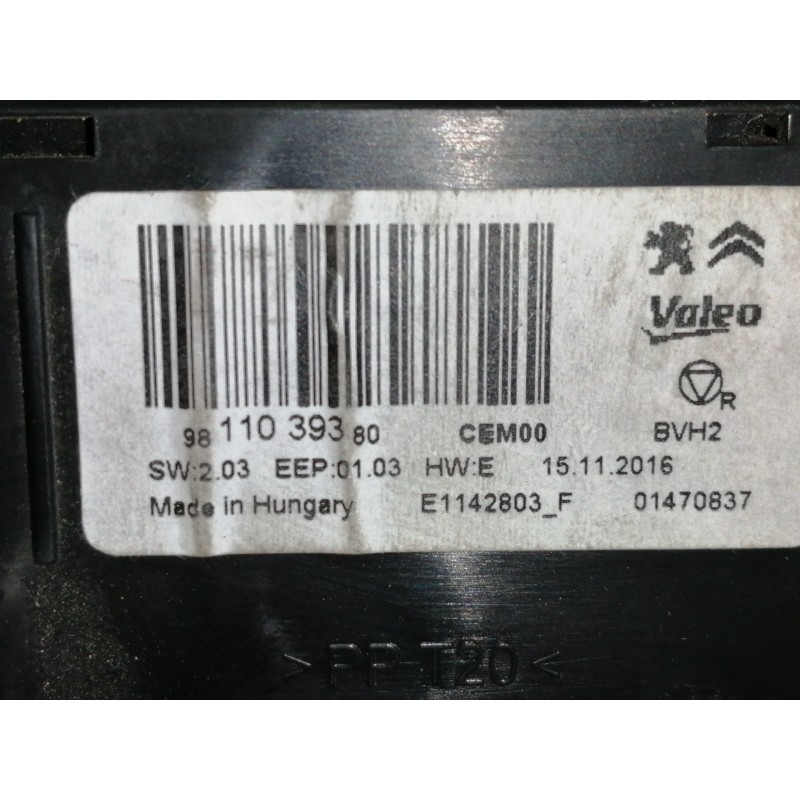 Valeo
R
98 110 393 80 CEM00 BVH2
SW:2.03 EEP:01.03 HW:E 15.11.2016
Made in Hungary E1142803_F 01470837
>PP-T20<